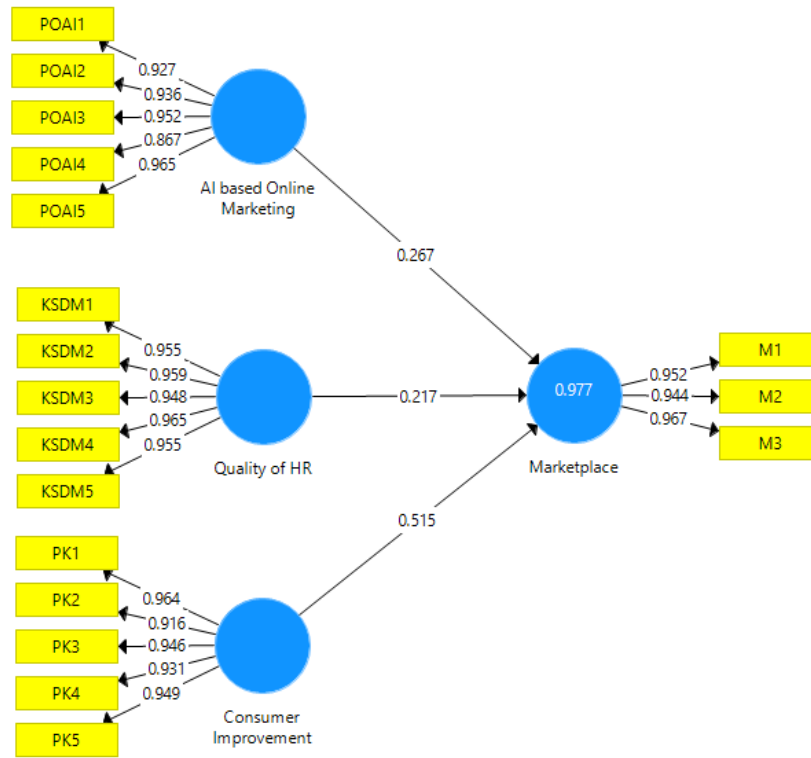 POAI1
POAI2
POAI3
POAI4
POAI5
0.927
0.936
0.952
0.867
0.965
AI based Online
Marketing
0.267
KSDM1
KSDM2
KSDM3
KSDM4
KSDM5
0.955
0.959
0.948
0.965
0.955
Quality of HR
0.217
0.977
Marketplace
0.952
0.944
0.967
M1
M2
M3
0.515
PK1
PK2
PK3
PK4
PK5
0.964
0.916
0.946
0.931
0.949
Consumer
Improvement